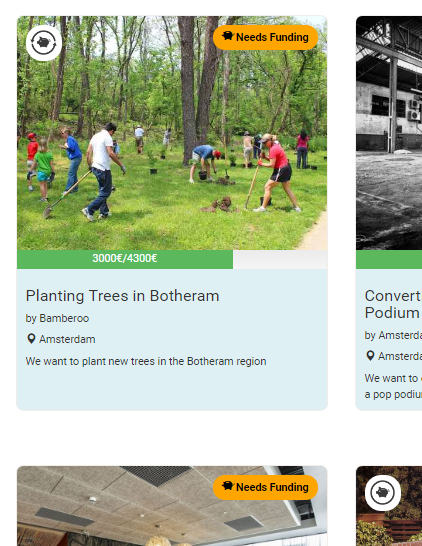 Needs Funding
3000€/4300€
Planting Trees in Botheram
by Bamberoo
Amsterdam
We want to plant new trees in the Botheram region
Convert
Podium
by Amsterda
Amsterda
We want to
a pop podiu
Needs Funding